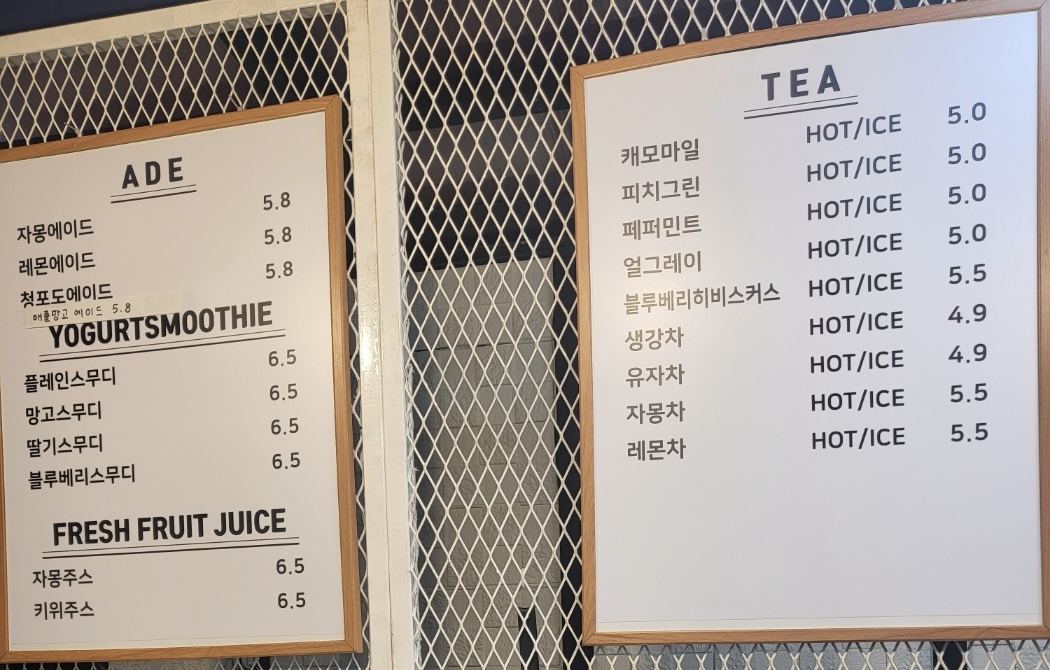 ADE
자몽에이드 5.8
레몬에이드 5.8
청포도에이드 5.8
애플망고 에이드 5.8
YOGURTSMOOTHIE
플레인스무디 6.5
망고스무디 6.5
딸기스무디 6.5
블루베리스무디 6.5
FRESH FRUIT JUICE
자몽주스 6.5
키위주스 6.5
TEA
캐모마일 HOT/ICE 5.0
피치그린 HOT/ICE 5.0
페퍼민트 HOT/ICE 5.0
얼그레이 HOT/ICE 5.0
블루베리히비스커스 HOT/ICE 5.5
생강차 HOT/ICE 4.9
유자차 HOT/ICE 4.9
자몽차 HOT/ICE 5.5
레몬차 HOT/ICE 5.5